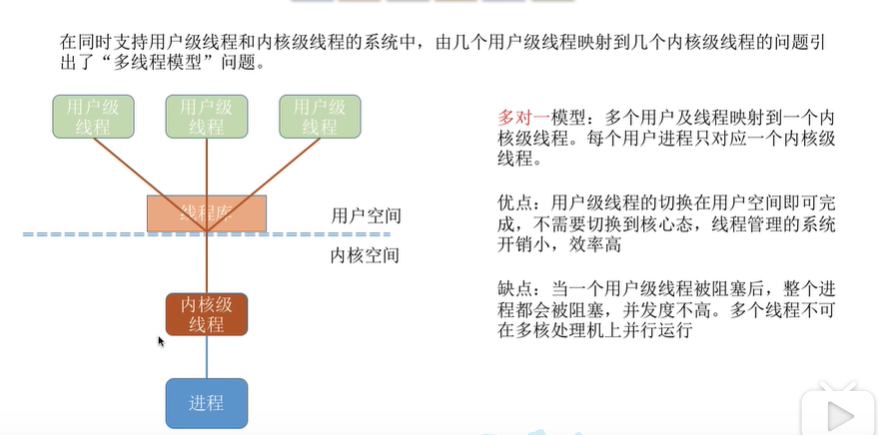 在同时支持用户级线程和内核级线程的系统中，由几个用户级线程映射到几个内核级线程的问题引
出了“多线程模型”问题。
用户级
线程
用户级
线程
用户级
线程
线程库
用户空间
内核空间
内核级
线程
进程
多对一模型：多个用户及线程映射到一个内
核级线程。每个用户进程只对应一个内核级
线程。
优点：用户级线程的切换在用户空间即可完
成，不需要切换到核心态，线程管理的系统
开销小，效率高
缺点：当一个用户级线程被阻塞后，整个进
程都会被阻塞，并发度不高。多个线程不可
在多核处理机上并行运行